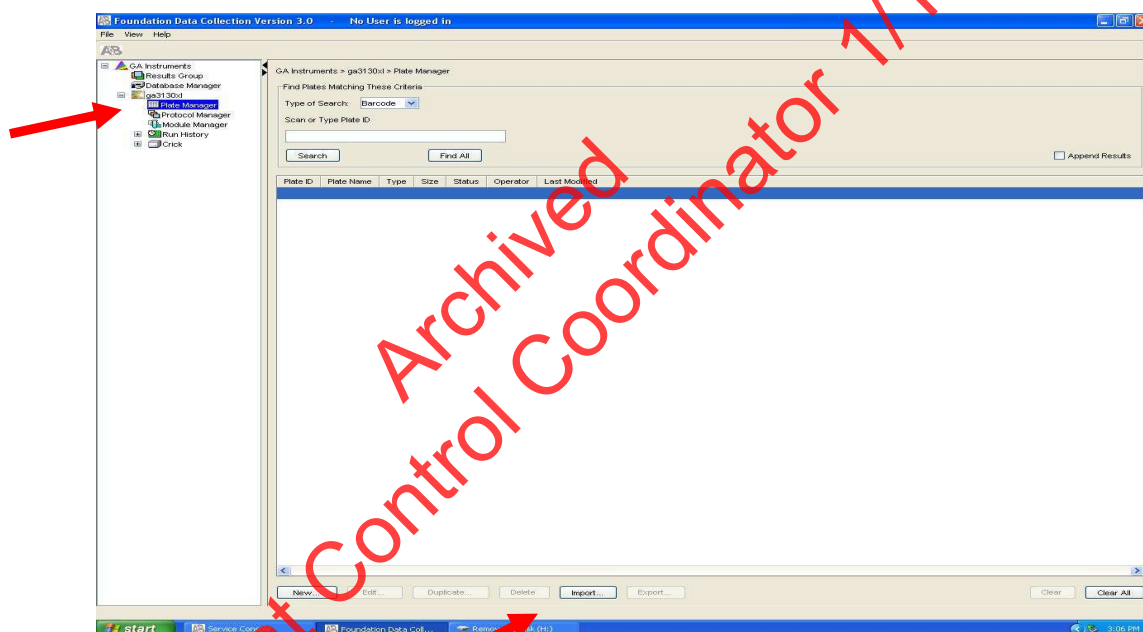 Foundation Data Collection Version 3.0 - No User is logged in
File View Help
AB
GA Instruments
Results Group
Database Manager
ga3130xl
Plate Manager
Protocol Manager
Module Manager
Run History
Crick
GA Instruments > ga3130xl > Plate Manager
Find Plates Matching These Criteria
Type of Search: Barcode
Scan or Type Plate ID
Search Find All Append Results
Plate ID Plate Name Type Size Status Operator Last Modified
New... Edit... Duplicate... Delete Import... Export... Clear Clear All
start Service Con Foundation Data Coll... (H:) 3:06 PM
Archived
Control Coordinator